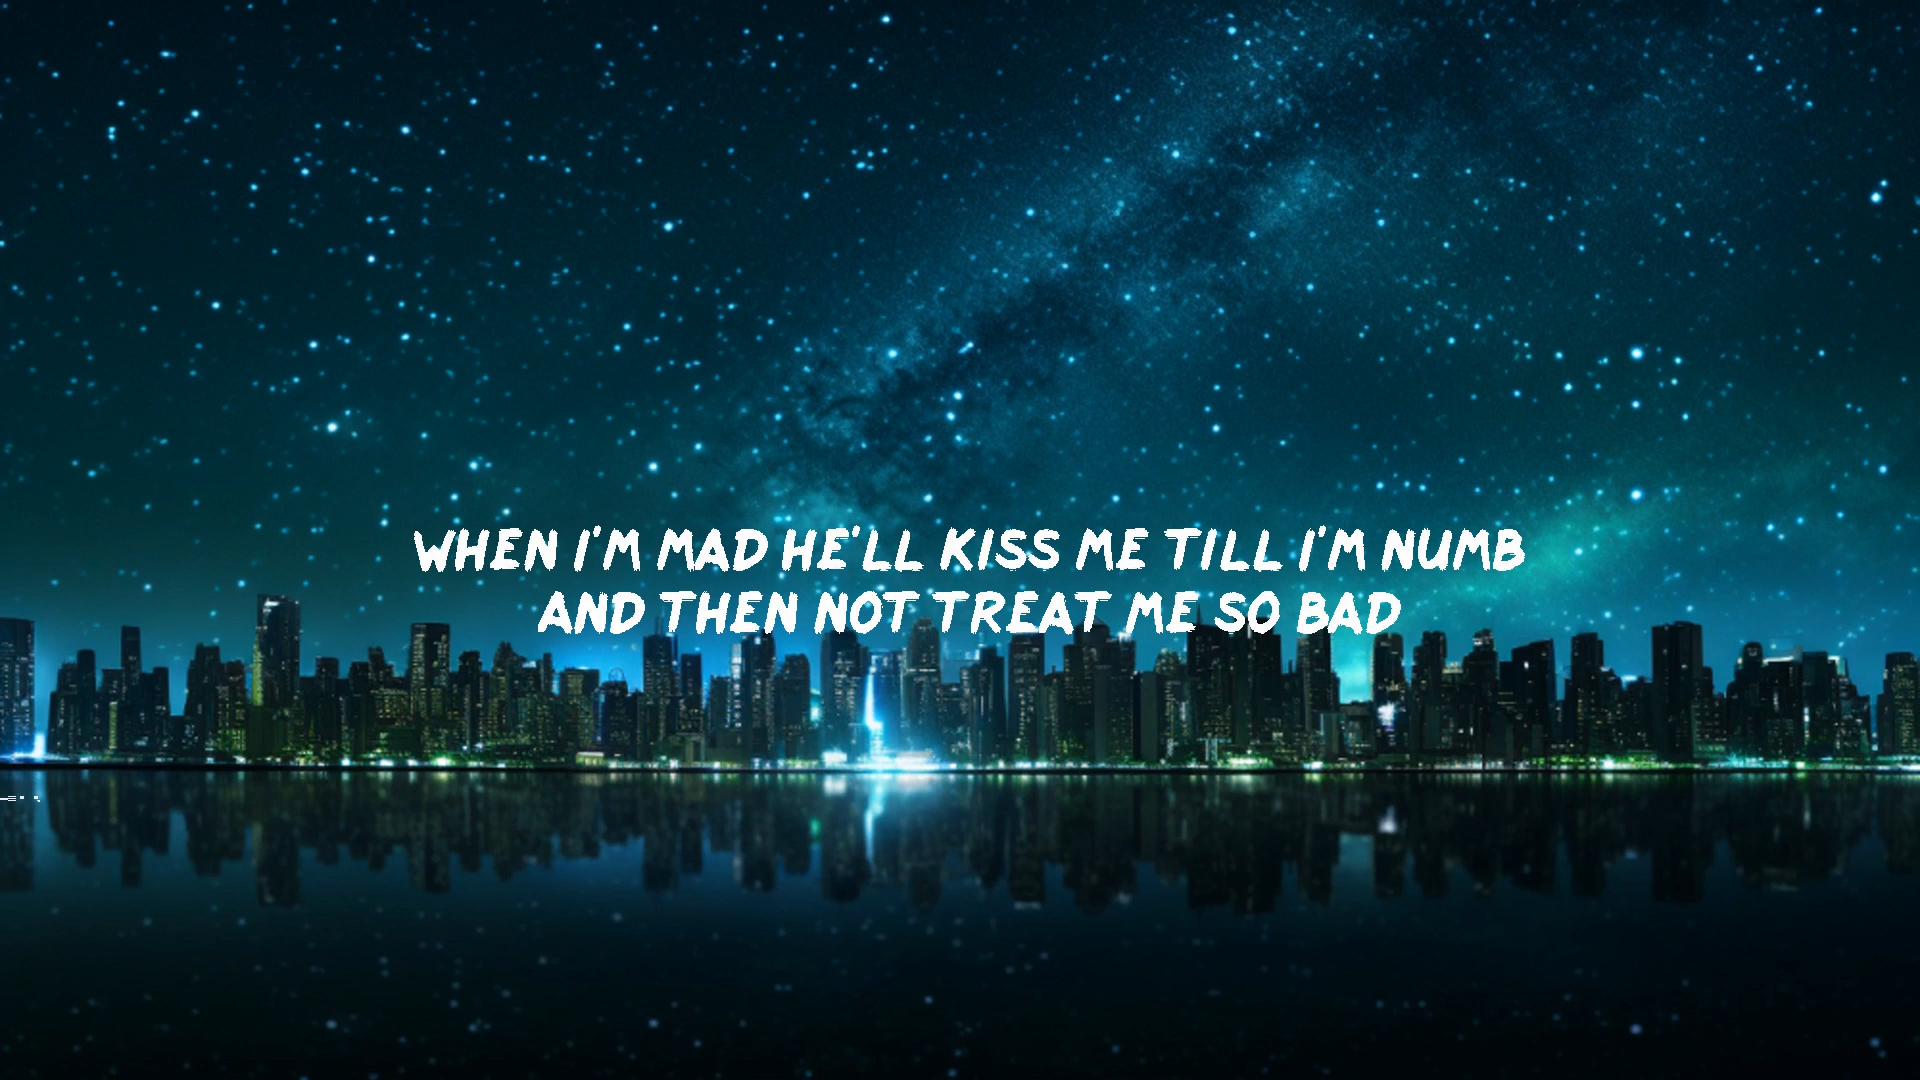 WHEN I'M MAD HE'LL KISS ME TILL I'M NUMB
AND THEN NOT TREAT ME SO BAD